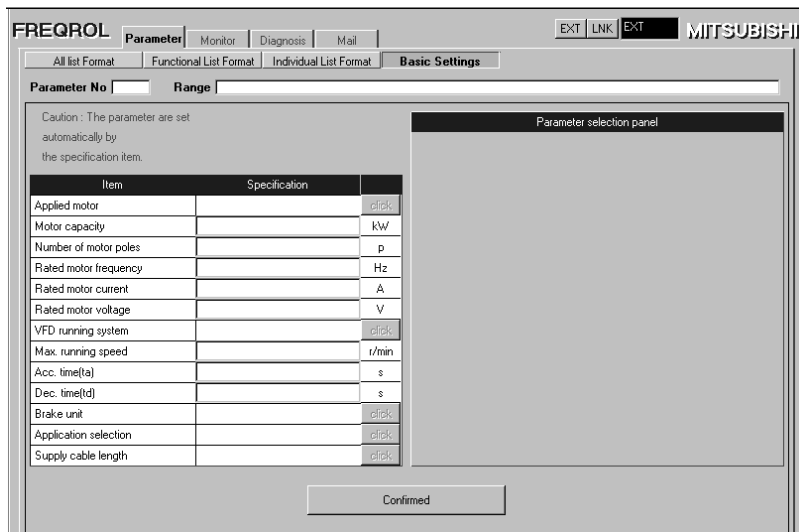 FREQROL Parameter Monitor Diagnosis Mail EXT LNK EXT MITSUBISHI
All list Format Functional List Format Individual List Format Basic Settings
Parameter No Range
Caution : The parameter are set
automatically by
the specification item.
Parameter selection panel
Item Specification
Applied motor click
Motor capacity kW
Number of motor poles p
Rated motor frequency Hz
Rated motor current A
Rated motor voltage V
VFD running system click
Max. running speed r/min
Acc. time(ta) s
Dec. time(td) s
Brake unit click
Application selection click
Supply cable length click
Confirmed